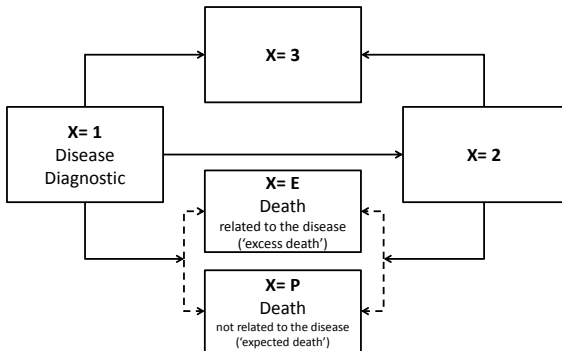 X= 3
X= 1
Disease
Diagnostic
X= 2
X= E
Death
related to the disease
(‘excess death’)
X= P
Death
not related to the disease
(‘expected death’)